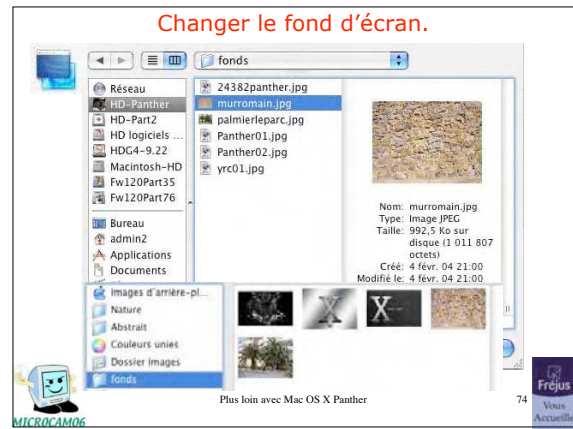 Changer le fond d'écran.
fonds
Réseau
HD-Panther
HD-Part2
HD logiciels ...
HDG4-9.22
Macintosh-HD
Fw120Part35
Fw120Part76
Bureau
admin2
Applications
Documents
24382panther.jpg
murromain.jpg
palmierleparc.jpg
Panther01.jpg
Panther02.jpg
yrc01.jpg
Nom: murromain.jpg
Type: Image JPEG
Taille: 992,5 Ko sur
disque (1 011 807
octets)
Créé: 4 févr. 04 21:00
Modifié le: 4 févr. 04 21:00
Images d'arrière-pl...
Nature
Abstrait
Couleurs unies
Dossier images
fonds
X
X
MICROCAM06
Plus loin avec Mac OS X Panther
74
Fréjus
Vous
Accueille